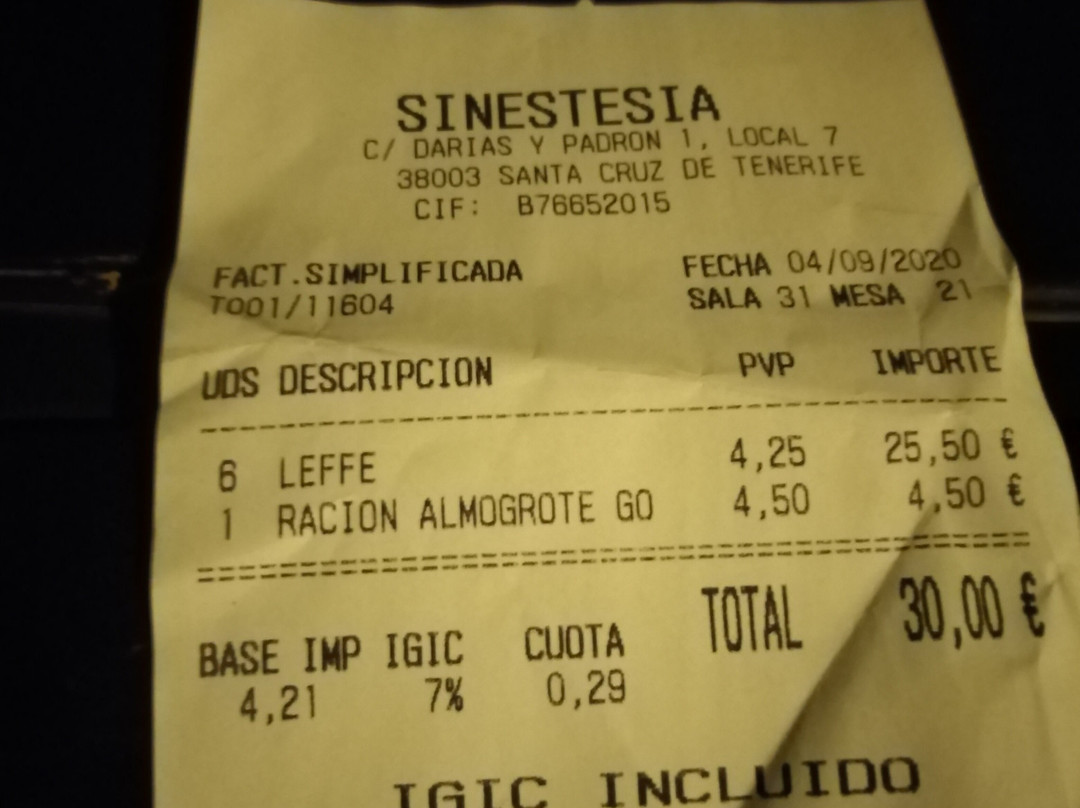 SINESTESIA
C/ DARIAS Y PADRON 1, LOCAL 7
38003 SANTA CRUZ DE TENERIFE
CIF: B76652015
FACT.SIMPLIFICADA FECHA 04/09/2020
T001/11604 SALA 31 MESA 21
UDS DESCRIPCION PVP IMPORTE
6 LEFFE 4,25 25,50 €
1 RACION ALMOGROTE GO 4,50 4,50 €
TOTAL 30,00 €
BASE IMP IGIC CUOTA
4,21 7% 0,29
IGIC INCLUIDO